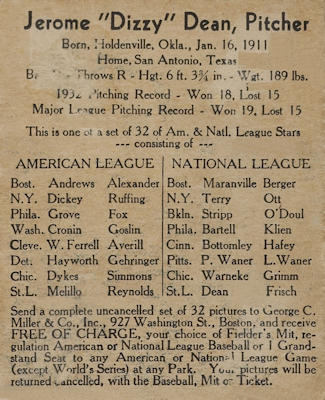 Jerome "Dizzy" Dean, Pitcher
Born, Holdenville, Okla., Jan. 16, 1911
Home, San Antonio, Texas
Throws R - Hgt. 6 ft. 3¾ in. - Wgt. 189 lbs.
1932 Pitching Record - Won 18, Lost 15
Major League Pitching Record - Won 19, Lost 15
This is one of a set of 32 of Am. & Natl. League Stars
--- consisting of ---
AMERICAN LEAGUE NATIONAL LEAGUE
Bost. Andrews Alexander Bost. Maranville Berger
N.Y. Dickey Ruffing N.Y. Terry Ott
Phila. Grove Fox Bkln. Stripp O'Doul
Wash. Cronin Goslin Phila. Bartell Klien
Cleve. W. Ferrell Averill Cinn. Bottomley Hafey
Det. Hayworth Gehringer Pitts. P. Waner L. Waner
Chic. Dykes Simmons Chic. Warneke Grimm
St.L. Melillo Reynolds St.L. Dean Frisch
Send a complete uncancelled set of 32 pictures to George C.
Miller & Co., Inc., 927 Washington St., Boston, and receive
FREE OF CHARGE, your choice of Fielder's Mit, re-
gulation American or National League Baseball or 1 Grand-
stand Seat to any American or National League Game
(except World's Series) at any Park. Your pictures will be
returned cancelled, with the Baseball, Mit or Ticket.